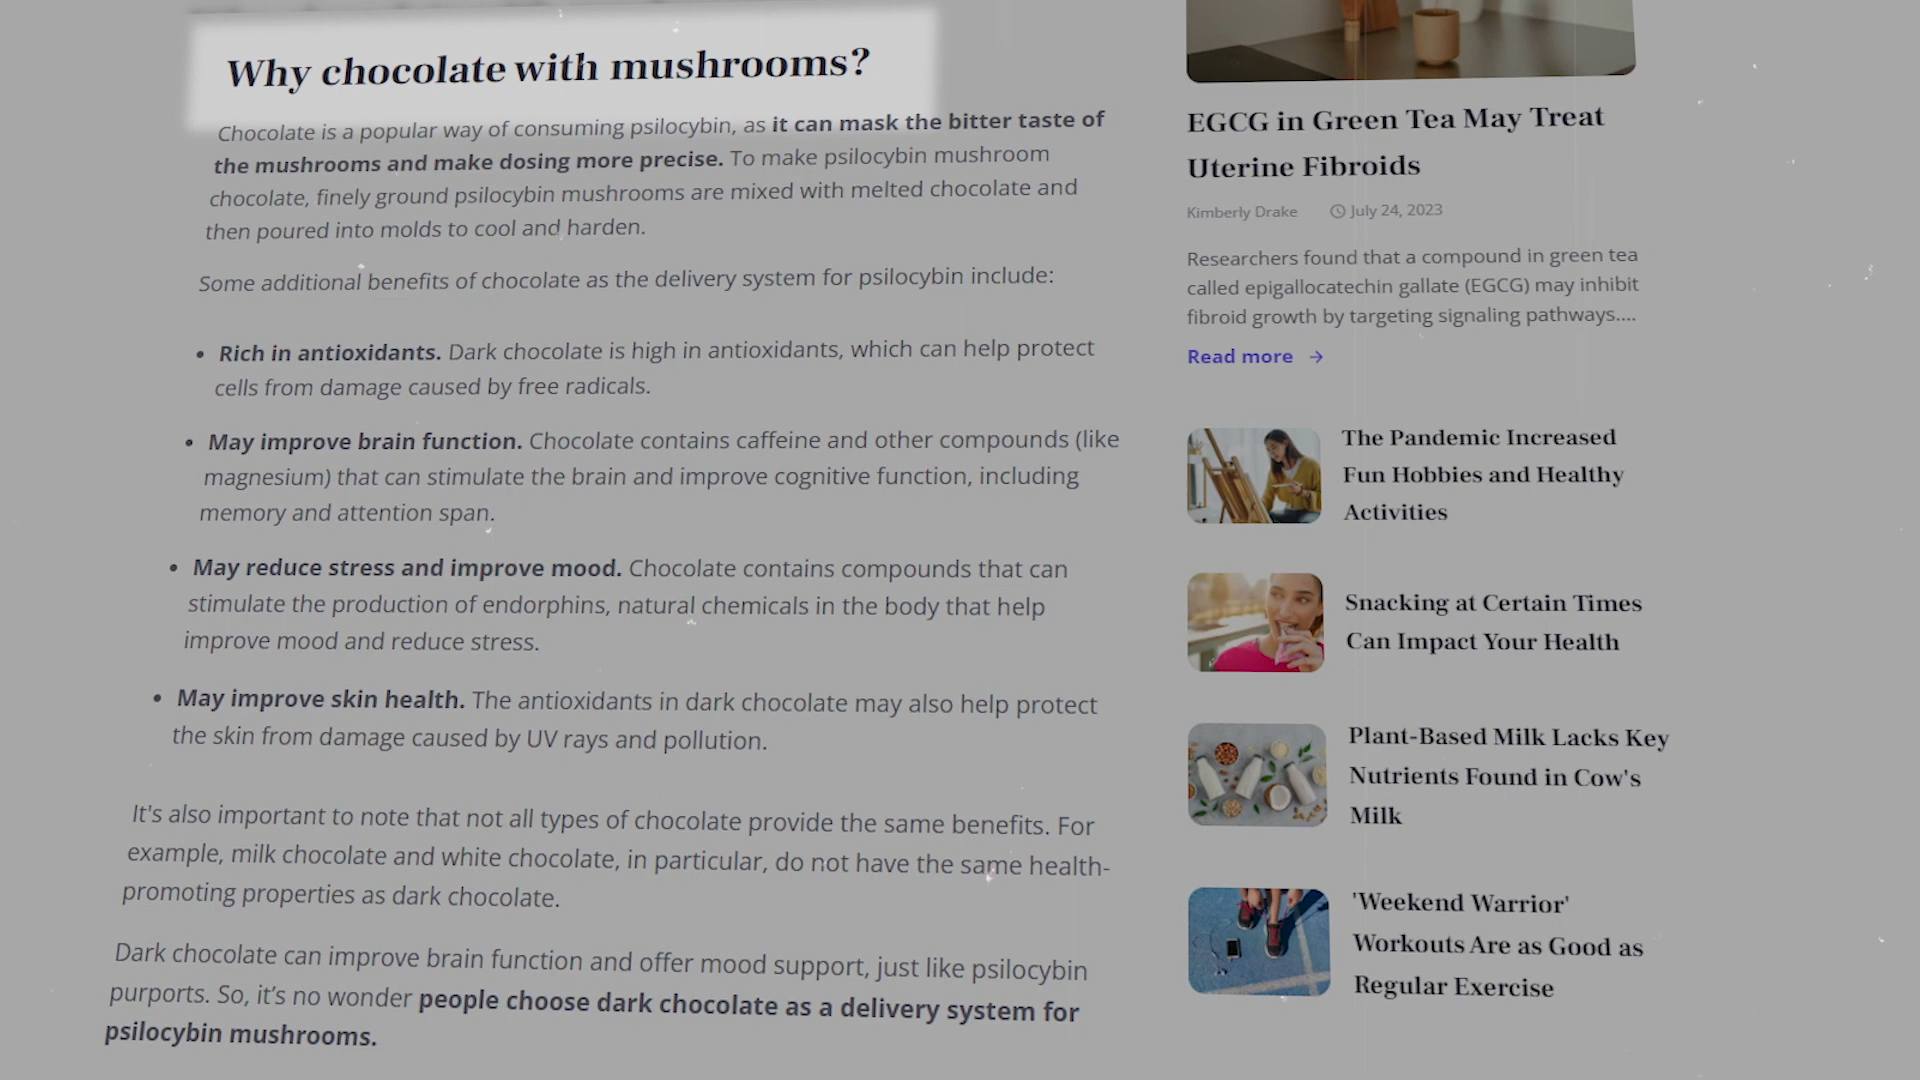 Why chocolate with mushrooms?
Chocolate is a popular way of consuming psilocybin, as it can mask the bitter taste of
the mushrooms and make dosing more precise. To make psilocybin mushroom
chocolate, finely ground psilocybin mushrooms are mixed with melted chocolate and
then poured into molds to cool and harden.
Some additional benefits of chocolate as the delivery system for psilocybin include:
• Rich in antioxidants. Dark chocolate is high in antioxidants, which can help protect
cells from damage caused by free radicals.
• May improve brain function. Chocolate contains caffeine and other compounds (like
magnesium) that can stimulate the brain and improve cognitive function, including
memory and attention span.
• May reduce stress and improve mood. Chocolate contains compounds that can
stimulate the production of endorphins, natural chemicals in the body that help
improve mood and reduce stress.
• May improve skin health. The antioxidants in dark chocolate may also help protect
the skin from damage caused by UV rays and pollution.
It's also important to note that not all types of chocolate provide the same benefits. For
example, milk chocolate and white chocolate, in particular, do not have the same health-
promoting properties as dark chocolate.
Dark chocolate can improve brain function and offer mood support, just like psilocybin
purports. So, it’s no wonder people choose dark chocolate as a delivery system for
psilocybin mushrooms.
EGCG in Green Tea May Treat
Uterine Fibroids
Kimberly Drake July 24, 2023
Researchers found that a compound in green tea
called epigallocatechin gallate (EGCG) may inhibit
fibroid growth by targeting signaling pathways....
Read more →
The Pandemic Increased
Fun Hobbies and Healthy
Activities
Snacking at Certain Times
Can Impact Your Health
Plant-Based Milk Lacks Key
Nutrients Found in Cow's
Milk
'Weekend Warrior'
Workouts Are as Good as
Regular Exercise